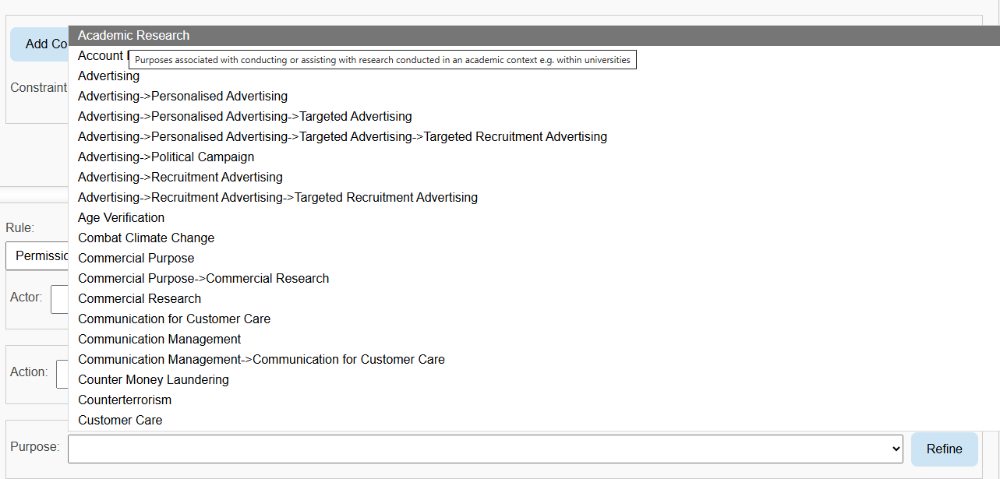 Academic Research
Add Co
Account
Purposes associated with conducting or assisting with research conducted in an academic context e.g. within universities
Advertising
Constraint
Advertising->Personalised Advertising
Advertising->Personalised Advertising->Targeted Advertising
Advertising->Personalised Advertising->Targeted Advertising->Targeted Recruitment Advertising
Advertising->Political Campaign
Advertising->Recruitment Advertising
Advertising->Recruitment Advertising->Targeted Recruitment Advertising
Age Verification
Rule:
Combat Climate Change
Permissio
Commercial Purpose
Commercial Purpose->Commercial Research
Actor:
Commercial Research
Communication for Customer Care
Communication Management
Communication Management->Communication for Customer Care
Action:
Counter Money Laundering
Counterterrorism
Customer Care
Purpose:
Refine